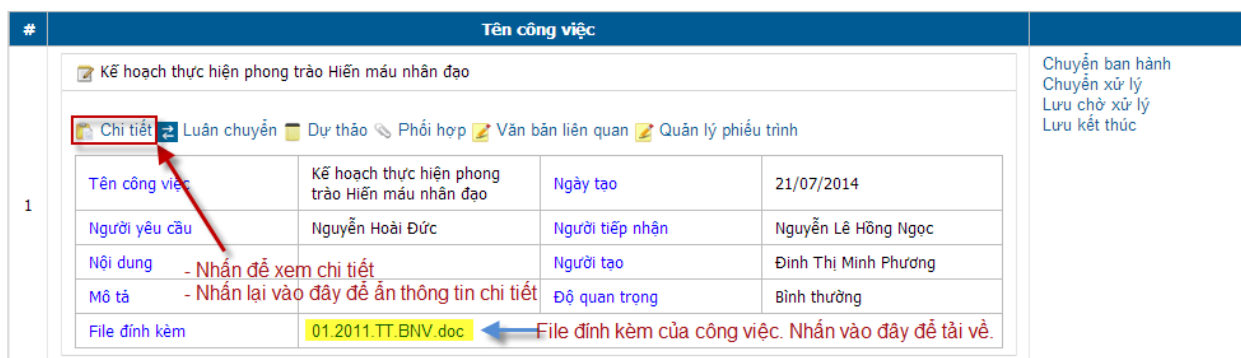 # Tên công việc
Kế hoạch thực hiện phong trào Hiến máu nhân đạo
Chuyển ban hành
Chuyển xử lý
Lưu chờ xử lý
Lưu kết thúc
Chi tiết Luân chuyển Dự thảo Phối hợp Văn bản liên quan Quản lý phiếu trình
1
Tên công việc Kế hoạch thực hiện phong
trào Hiến máu nhân đạo Ngày tạo 21/07/2014
Người yêu cầu Nguyễn Hoài Đức Người tiếp nhận Nguyễn Lê Hồng Ngọc
Nội dung Người tạo Đinh Thị Minh Phương
- Nhấn để xem chi tiết
Mô tả Độ quan trọng Bình thường
- Nhấn lại vào đây để ẩn thông tin chi tiết
File đính kèm 01.2011.TT.BNV.doc File đính kèm của công việc. Nhấn vào đây để tải về.